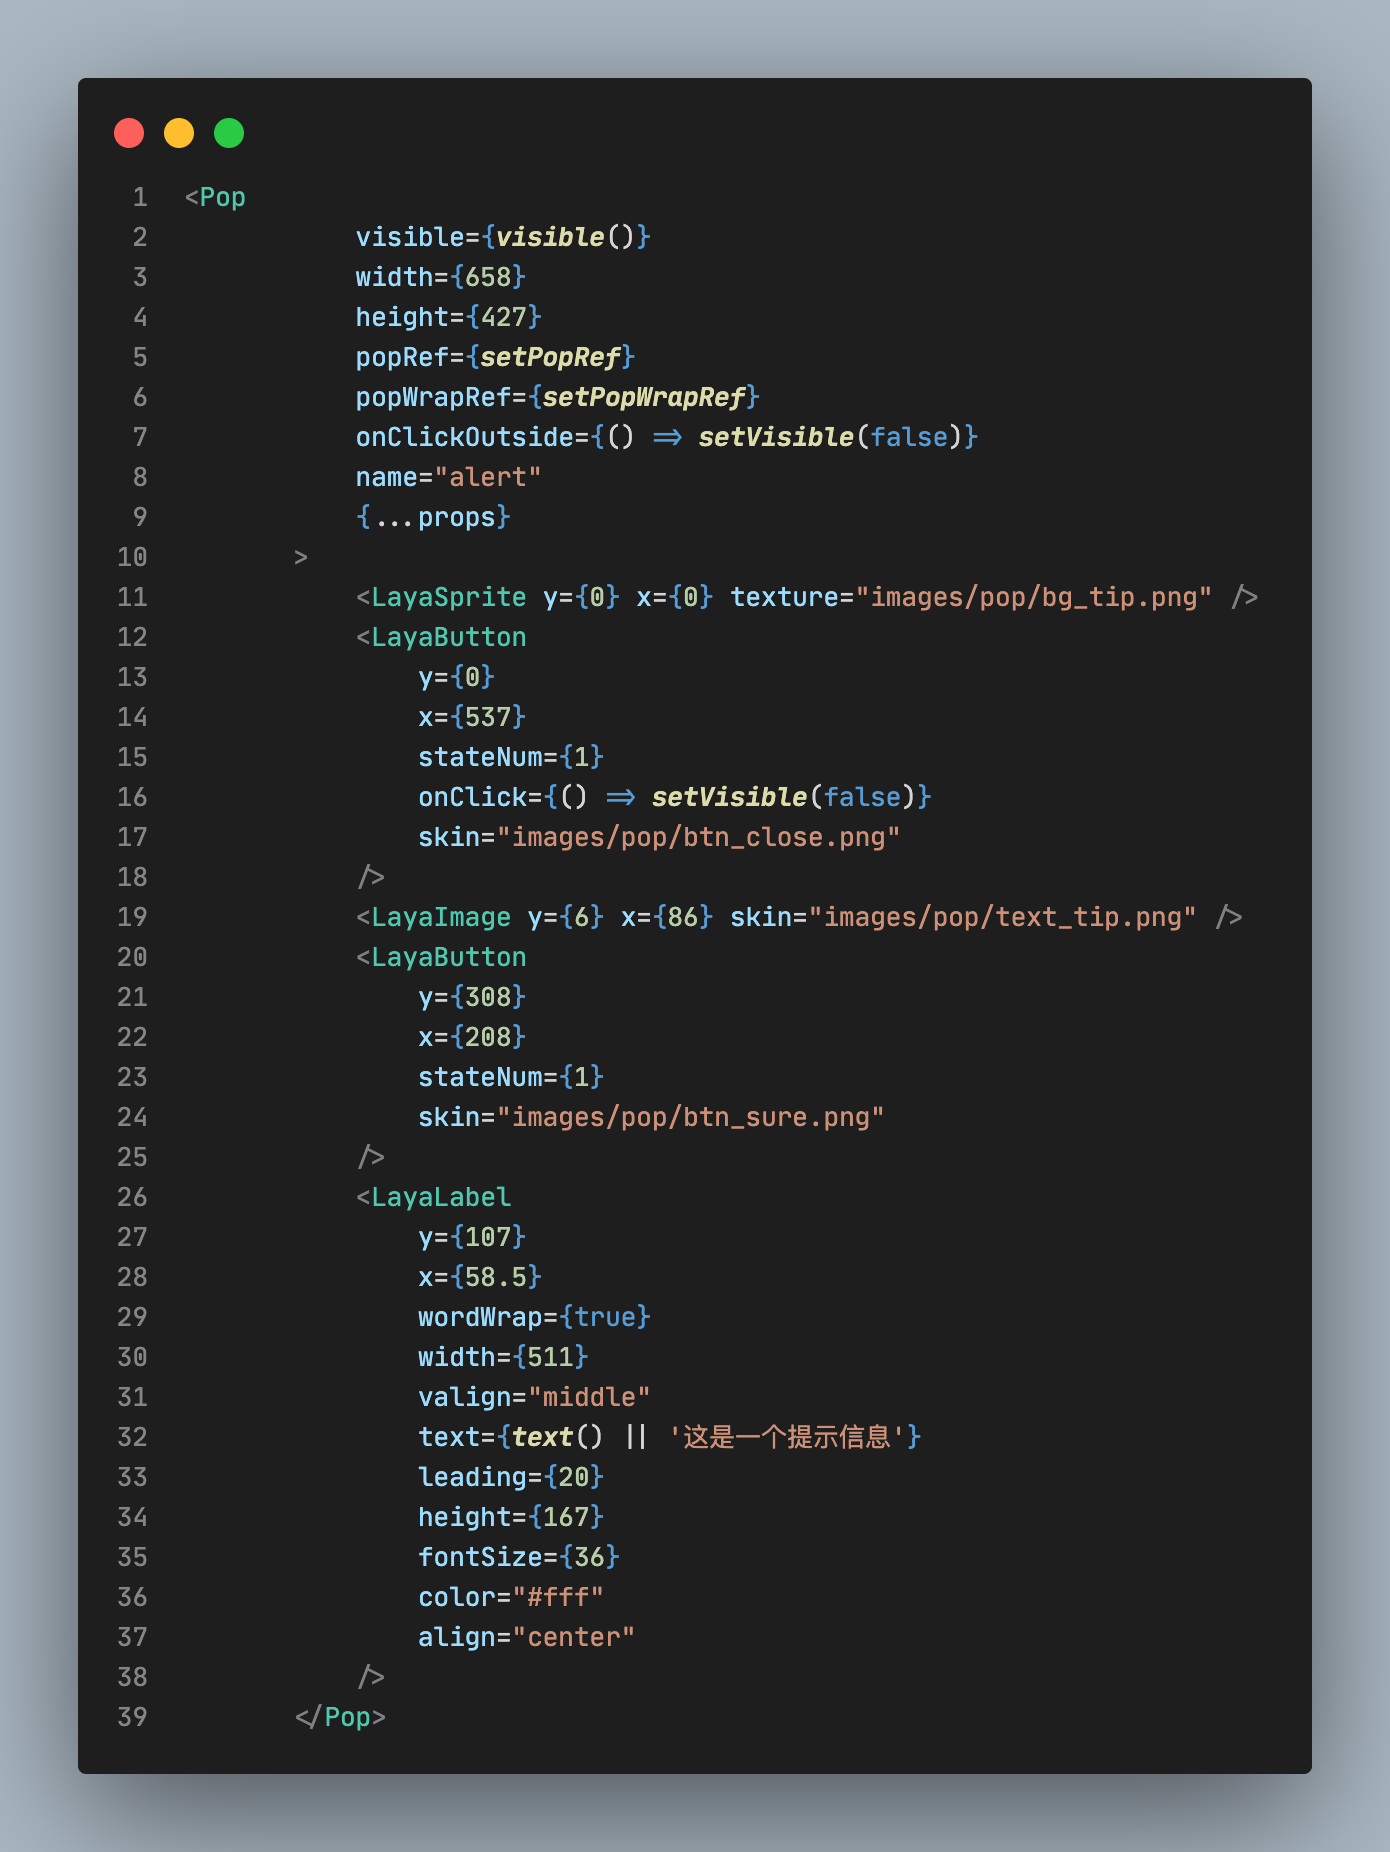 1 <Pop
2 visible={visible()}
3 width={658}
4 height={427}
5 popRef={setPopRef}
6 popWrapRef={setPopWrapRef}
7 onClickOutside={() => setVisible(false)}
8 name="alert"
9 {...props}
10 >
11 <LayaSprite y={0} x={0} texture="images/pop/bg_tip.png" />
12 <LayaButton
13 y={0}
14 x={537}
15 stateNum={1}
16 onClick={() => setVisible(false)}
17 skin="images/pop/btn_close.png"
18 />
19 <LayaImage y={6} x={86} skin="images/pop/text_tip.png" />
20 <LayaButton
21 y={308}
22 x={208}
23 stateNum={1}
24 skin="images/pop/btn_sure.png"
25 />
26 <LayaLabel
27 y={107}
28 x={58.5}
29 wordWrap={true}
30 width={511}
31 valign="middle"
32 text={text() || '这是一个提示信息'}
33 leading={20}
34 height={167}
35 fontSize={36}
36 color="#fff"
37 align="center"
38 />
39 </Pop>